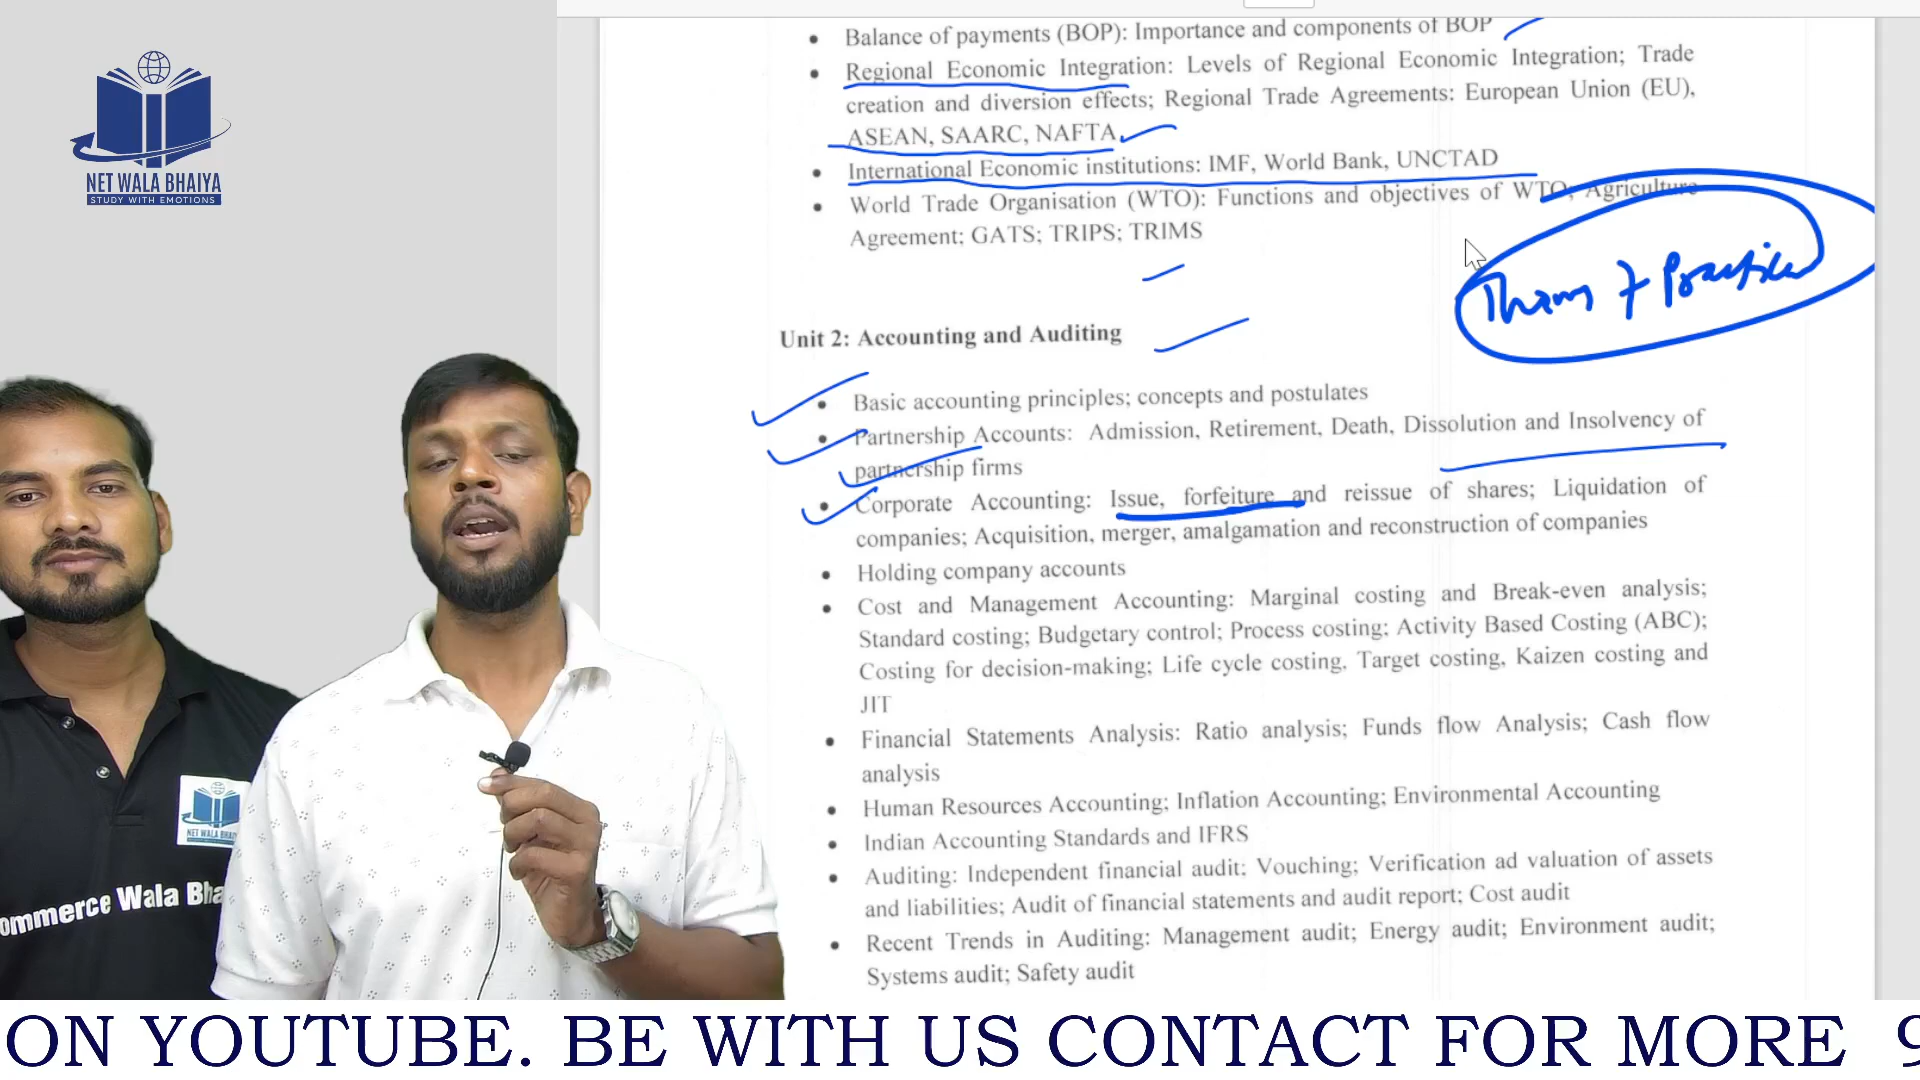 NET WALA BHAIYA
STUDY WITH EMOTIONS
Balance of payments (BOP): Importance and components of BOP
Regional Economic Integration: Levels of Regional Economic Integration; Trade
creation and diversion effects; Regional Trade Agreements: European Union (EU),
ASEAN, SAARC, NAFTA
International Economic institutions: IMF, World Bank, UNCTAD
World Trade Organisation (WTO): Functions and objectives of WTO; Agriculture
Agreement; GATS; TRIPS; TRIMS
Unit 2: Accounting and Auditing
Basic accounting principles; concepts and postulates
Partnership Accounts: Admission, Retirement, Death, Dissolution and Insolvency of
partnership firms
Corporate Accounting: Issue, forfeiture and reissue of shares; Liquidation of
companies; Acquisition, merger, amalgamation and reconstruction of companies
Holding company accounts
Cost and Management Accounting: Marginal costing and Break-even analysis;
Standard costing; Budgetary control; Process costing; Activity Based Costing (ABC);
Costing for decision-making; Life cycle costing, Target costing, Kaizen costing and
JIT
Financial Statements Analysis: Ratio analysis; Funds flow Analysis; Cash flow
analysis
Human Resources Accounting; Inflation Accounting; Environmental Accounting
Indian Accounting Standards and IFRS
Auditing: Independent financial audit; Vouching; Verification ad valuation of assets
and liabilities; Audit of financial statements and audit report; Cost audit
Recent Trends in Auditing: Management audit; Energy audit; Environment audit;
Systems audit; Safety audit
NET WALA BHAIYA
ommerce Wala Bha
ON YOUTUBE. BE WITH US CONTACT FOR MORE 9